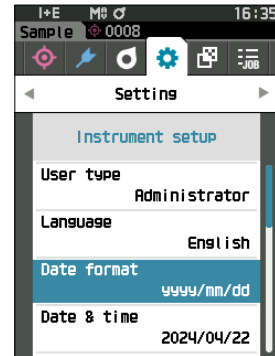 I+E M0 σ 16:35
Sample 0008
-JOB
Setting
Instrument setup
User type
Administrator
Language
English
Date format
yyyy/mm/dd
Date & time
2024/04/22